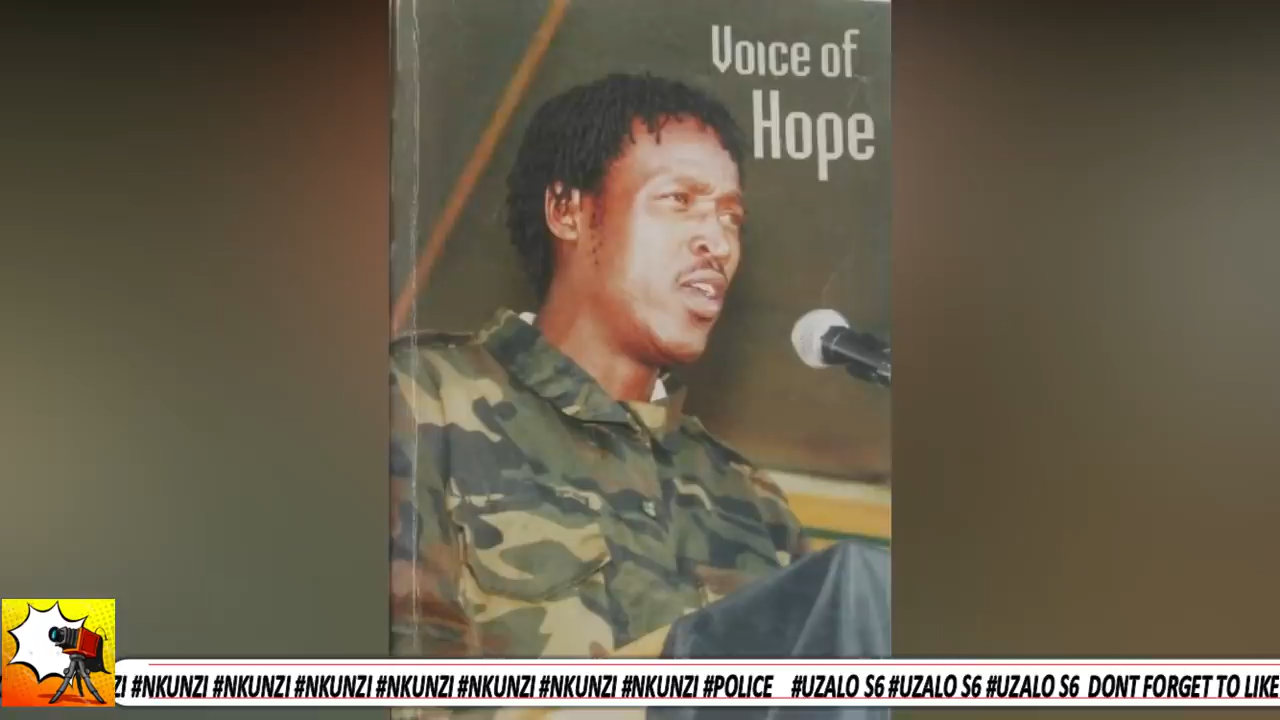 Voice of
Hope
#NKUNZI #NKUNZI #NKUNZI #NKUNZI #NKUNZI #NKUNZI #NKUNZI #POLICE #UZALO S6 #UZALO S6 #UZALO S6 DONT FORGET TO LIKE